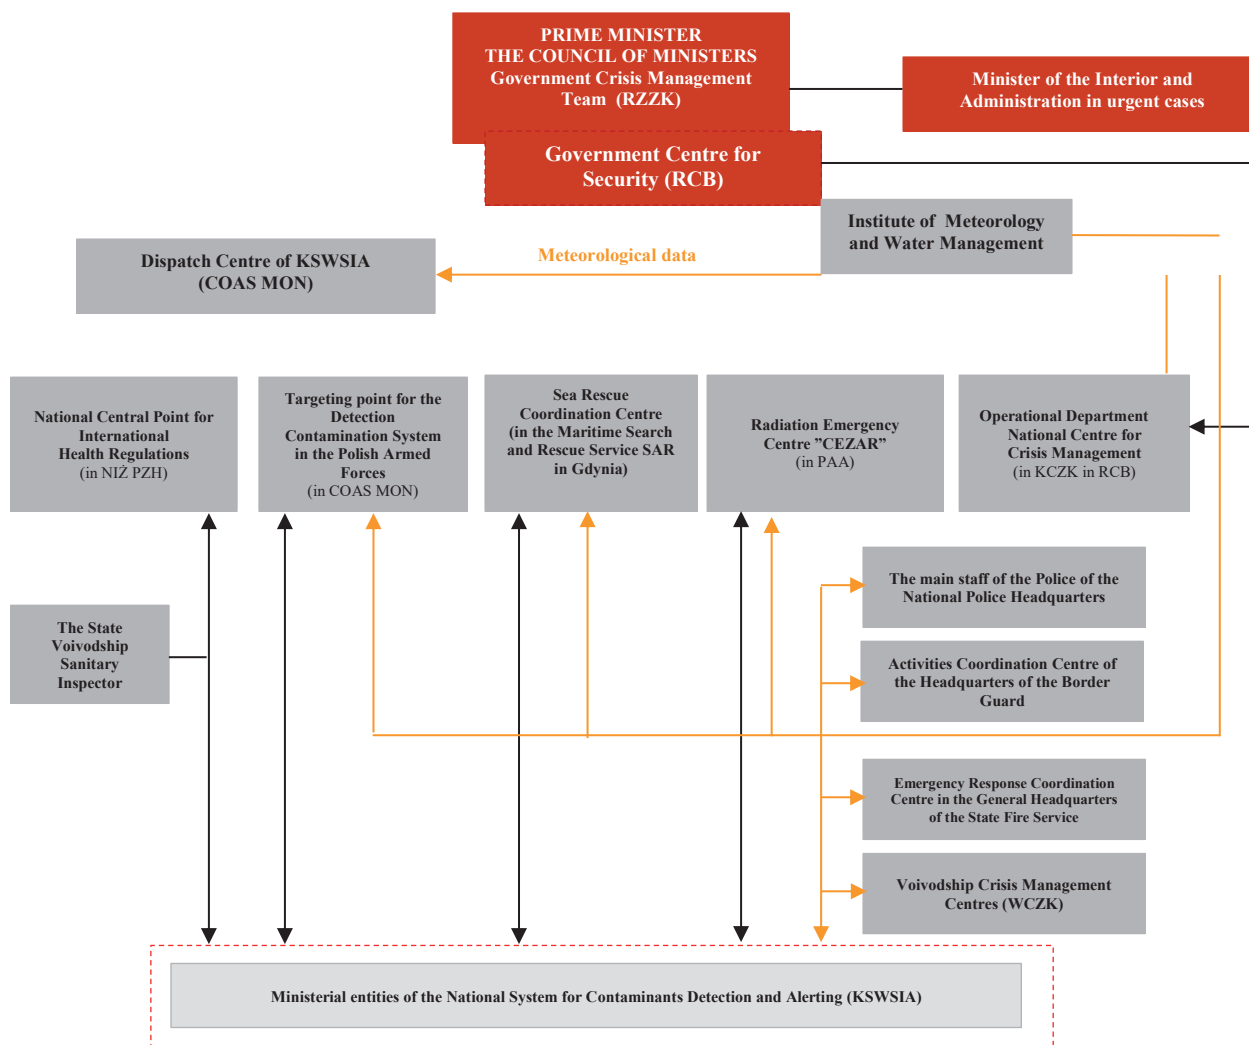 PRIME MINISTER
THE COUNCIL OF MINISTERS
Government Crisis Management
Team (RZZK)
Minister of the Interior and
Administration in urgent cases
Government Centre for
Security (RCB)
Institute of Meteorology
and Water Management
Meteorological data
Dispatch Centre of KSWSIA
(COAS MON)
National Central Point for
International
Health Regulations
(in NIŻ PZH)
Targeting point for the
Detection
Contamination System
in the Polish Armed
Forces
(in COAS MON)
Sea Rescue
Coordination Centre
(in the Maritime Search
and Rescue Service SAR
in Gdynia)
Radiation Emergency
Centre ”CEZAR”
(in PAA)
Operational Department
National Centre for
Crisis Management
(in KCZK in RCB)
The main staff of the Police of the
National Police Headquarters
The State
Voivodship
Sanitary
Inspector
Activities Coordination Centre of
the Headquarters of the Border
Guard
Emergency Response Coordination
Centre in the General Headquarters
of the State Fire Service
Voivodship Crisis Management
Centres (WCZK)
Ministerial entities of the National System for Contaminants Detection and Alerting (KSWSIA)